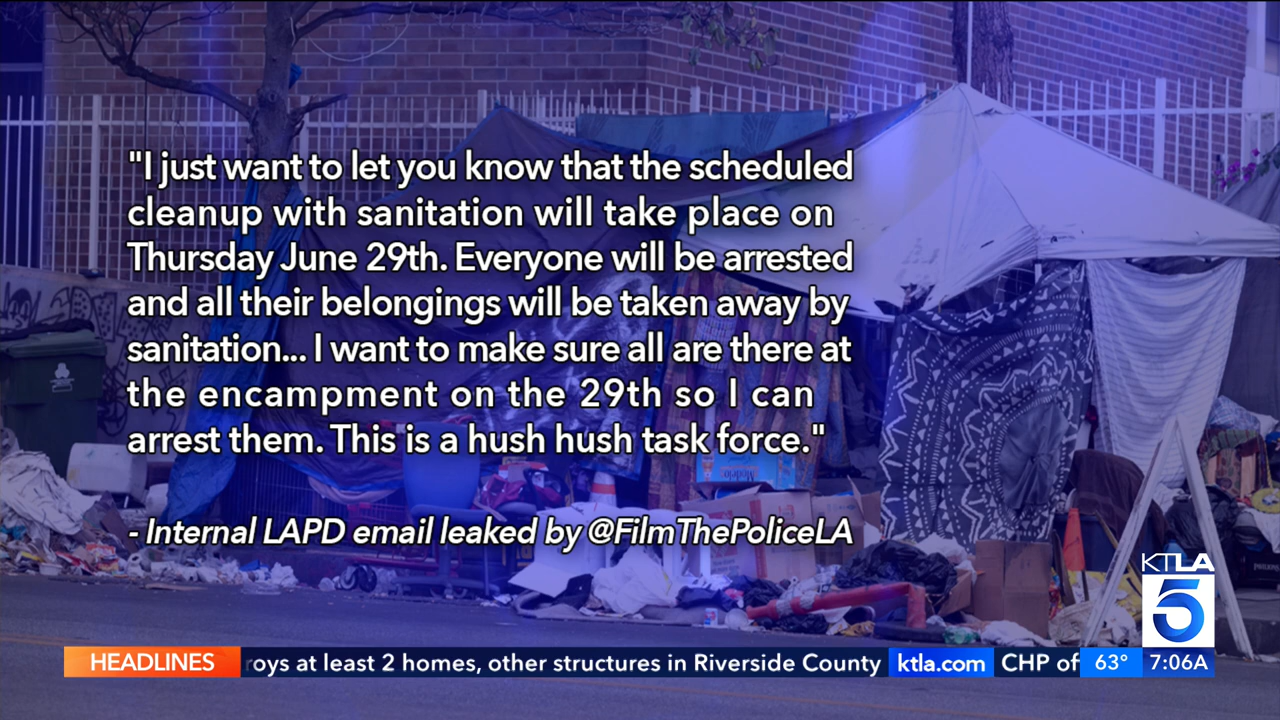 "I just want to let you know that the scheduled
cleanup with sanitation will take place on
Thursday June 29th. Everyone will be arrested
and all their belongings will be taken away by
sanitation... I want to make sure all are there at
the encampment on the 29th so I can
arrest them. This is a hush hush task force."
- Internal LAPD email leaked by @FilmThePoliceLA
KTLA
5
HEADLINES
roys at least 2 homes, other structures in Riverside County
ktla.com
CHP of
63°
7:06A